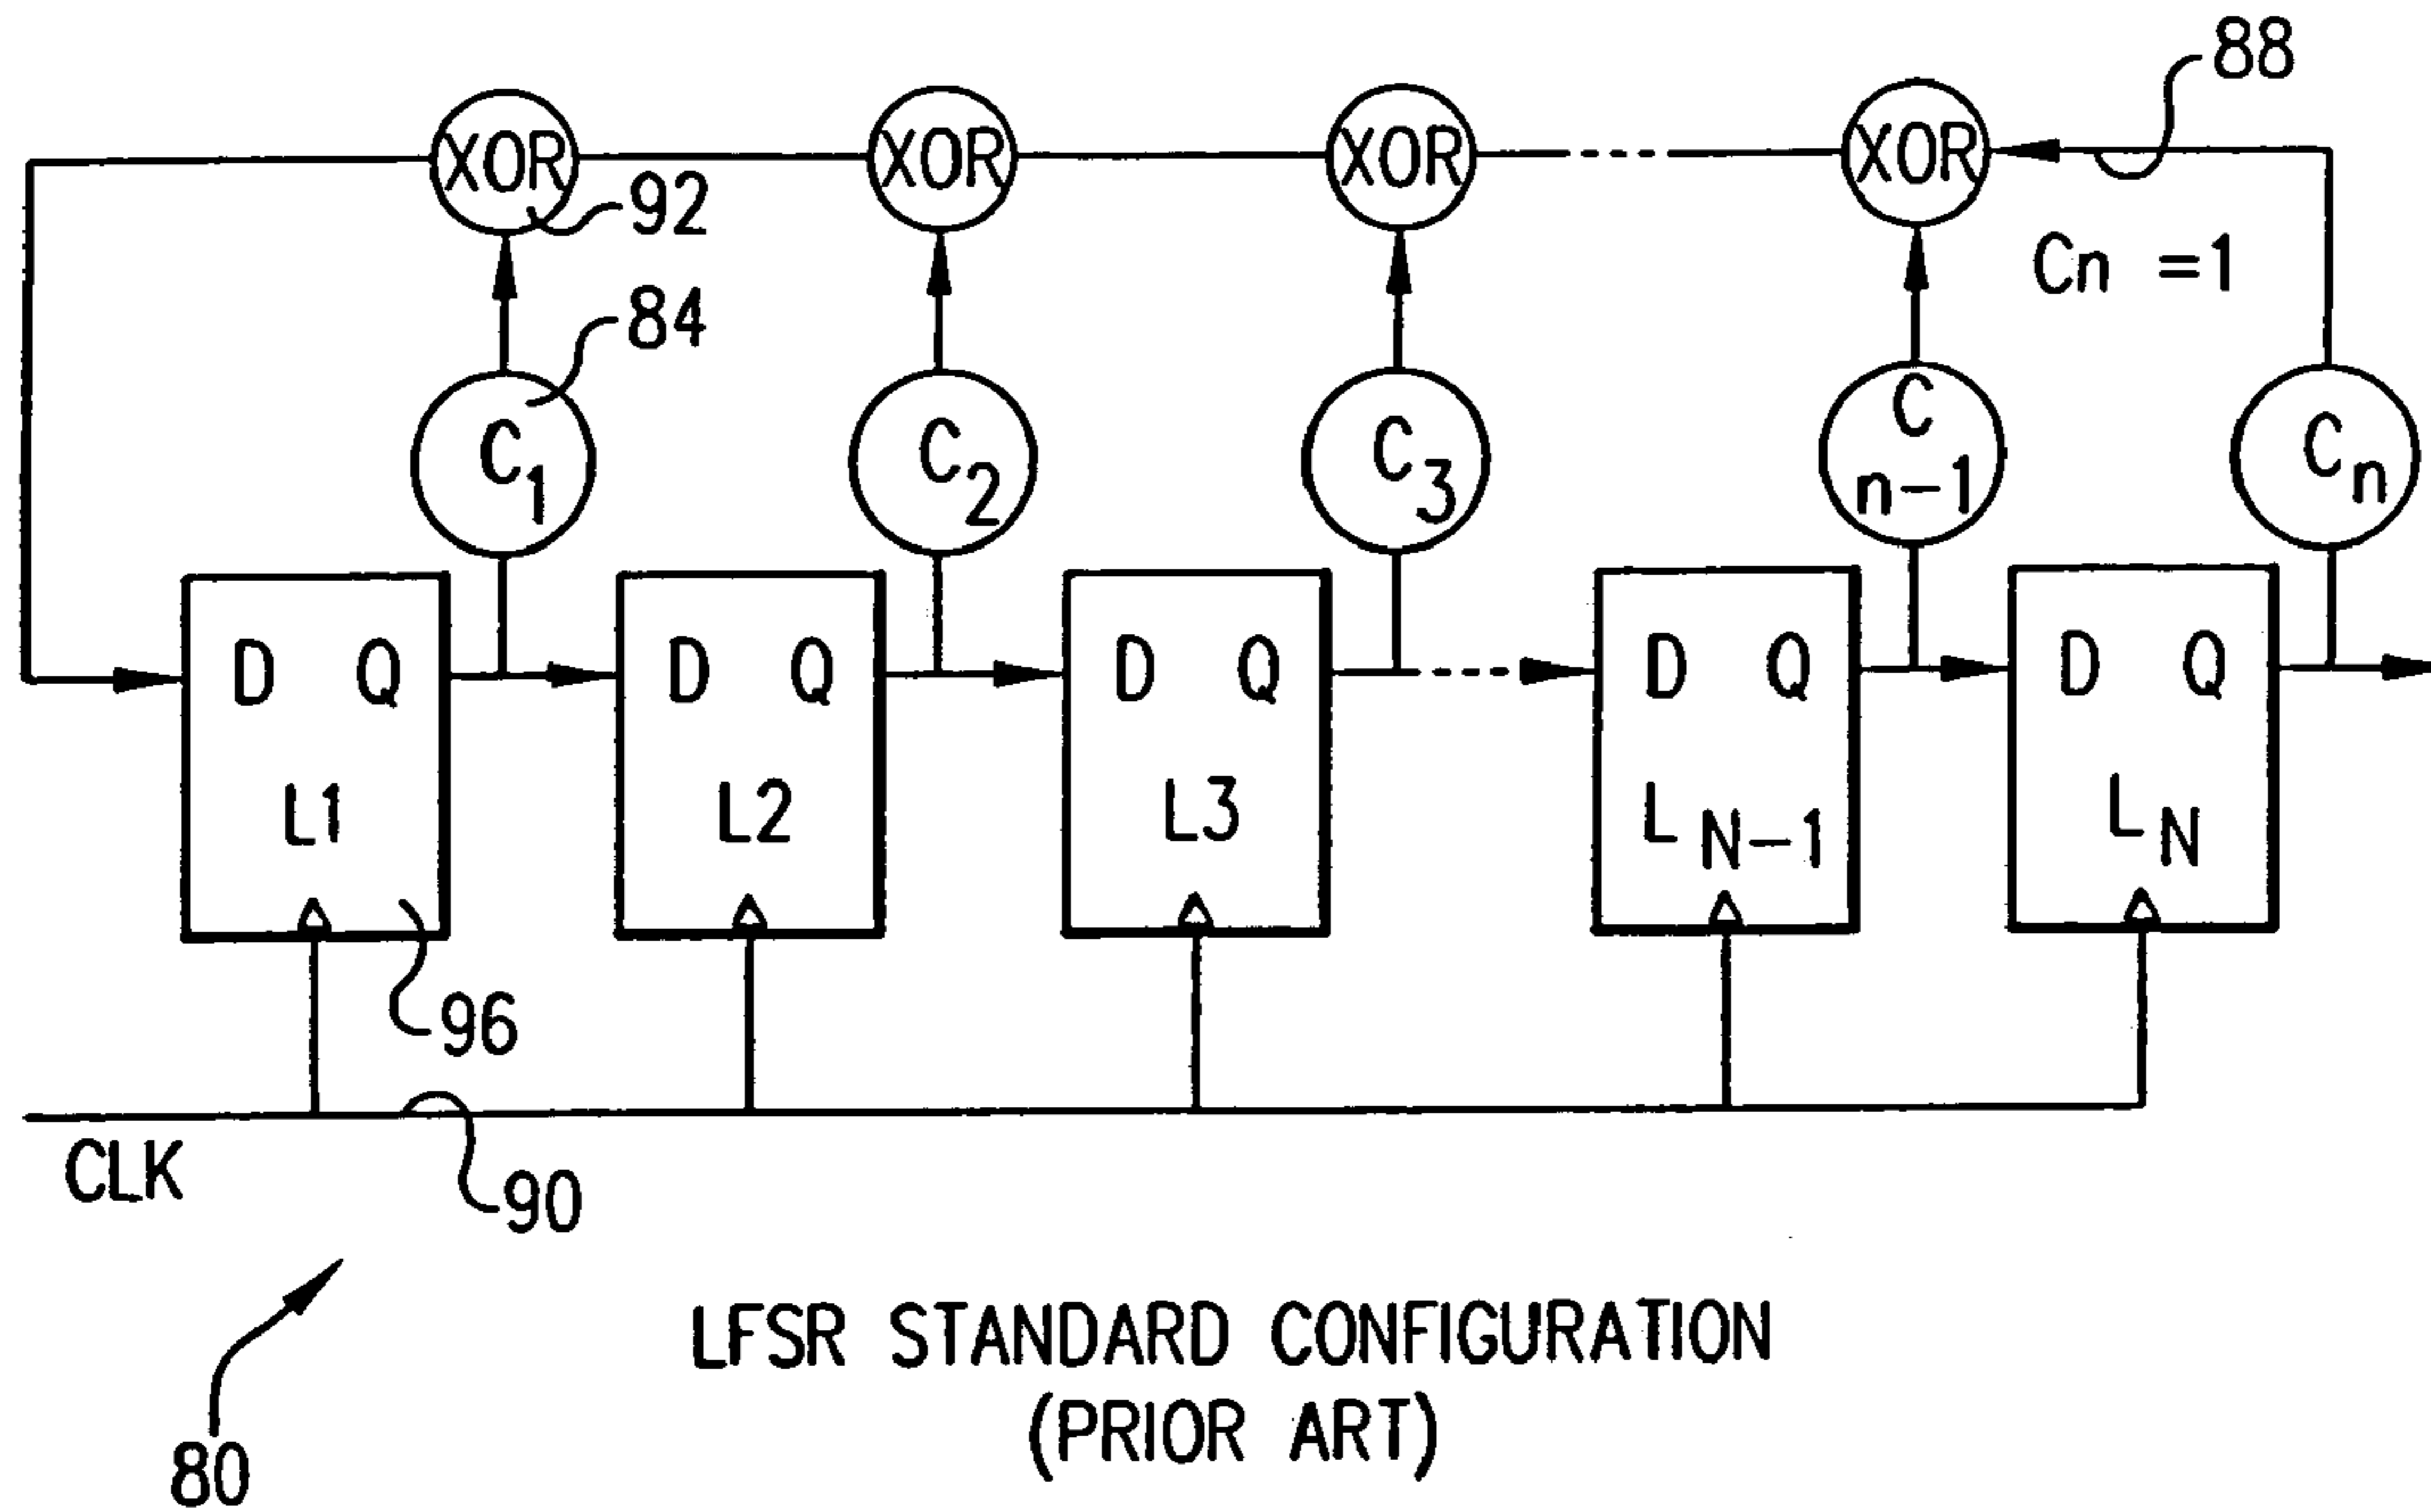 88
XOR XOR XOR XOR
92
Cn =1
84
C1 C2 C3 C n-1 Cn
D Q D Q D Q D Q D Q
L1 L2 L3 L N-1 L N
96
CLK
90
80
LFSR STANDARD CONFIGURATION
(PRIOR ART)